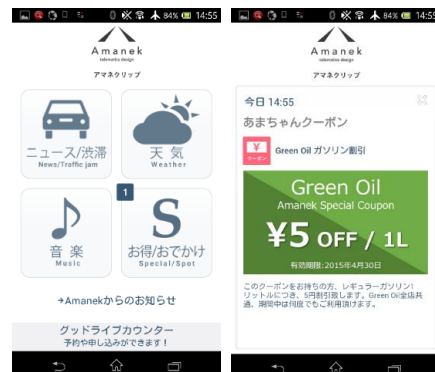 84% 14:55
Amanek
telematics design
アマネクリップ
ニュース/渋滞
News/Traffic jam
天 気
Weather
音 楽
Music
1
S
お得/おでかけ
Special/Spot
→Amanekからのお知らせ
グッドライブカウンター
予約や申し込みができます！
84% 14:55
Amanek
telematics design
アマネクリップ
今日 14:55
あまちゃんクーポン
¥
クーポン
Green Oil ガソリン割引
Green Oil
Amanek Special Coupon
¥5 OFF / 1L
有効期限：2015年4月30日
このクーポンをお持ちの方、レギュラーガソリン1
リットルにつき、5円割引致します。Green Oil全店共
通、期間中は何度でもご利用頂けます。